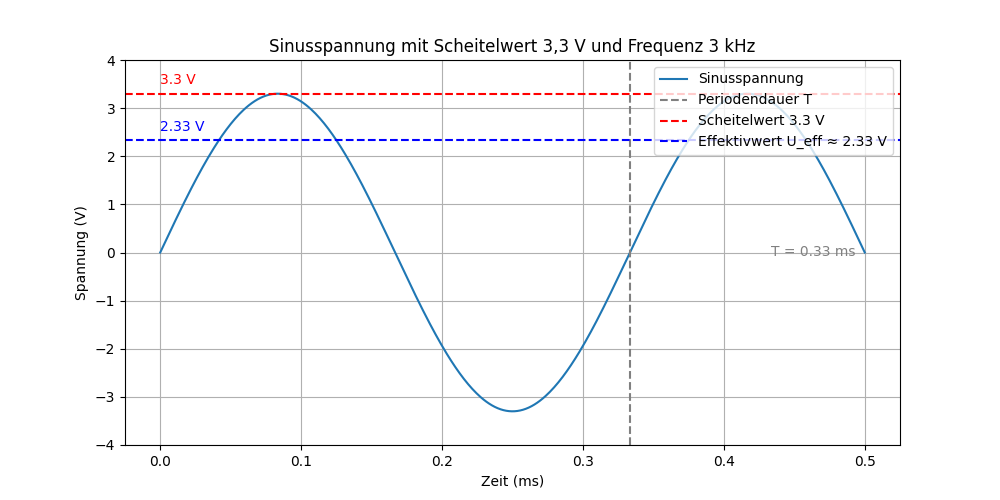 Sinusspannung mit Scheitelwert 3,3 V und Frequenz 3 kHz
Spannung (V)
4
3
2
1
0
−1
−2
−3
−4
3.3 V
2.33 V
Sinusspannung
Periodendauer T
Scheitelwert 3.3 V
Effektivwert U_eff ≈ 2.33 V
T = 0.33 ms
0.0 0.1 0.2 0.3 0.4 0.5
Zeit (ms)